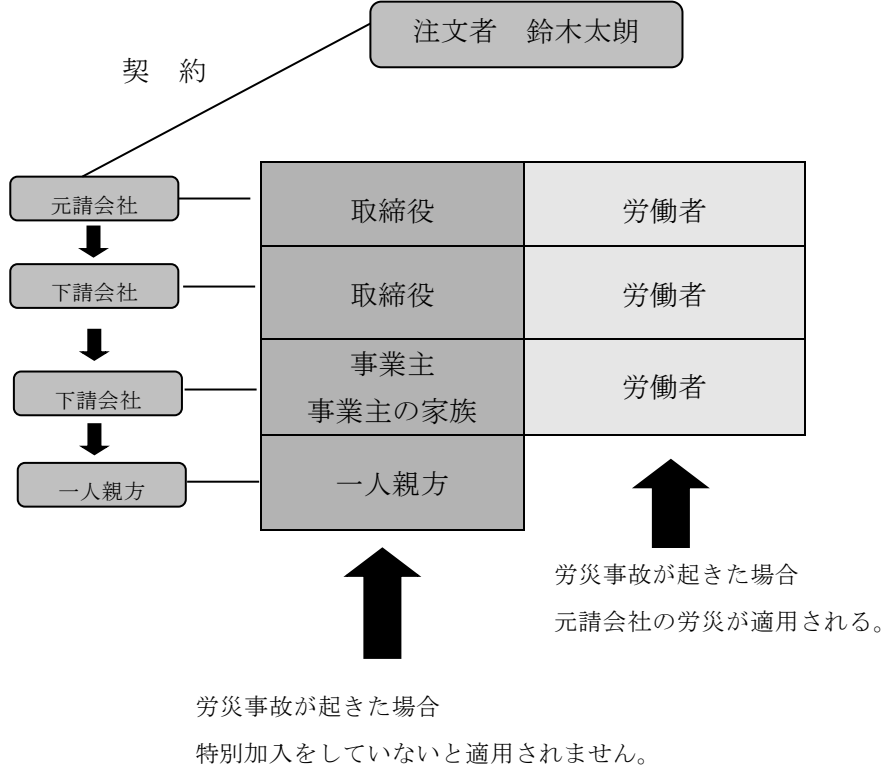 注文者　鈴木太朗
契　約
元請会社
取締役
労働者
下請会社
取締役
労働者
下請会社
事業主
事業主の家族
労働者
一人親方
一人親方
労災事故が起きた場合
元請会社の労災が適用される。
労災事故が起きた場合
特別加入をしていないと適用されません。